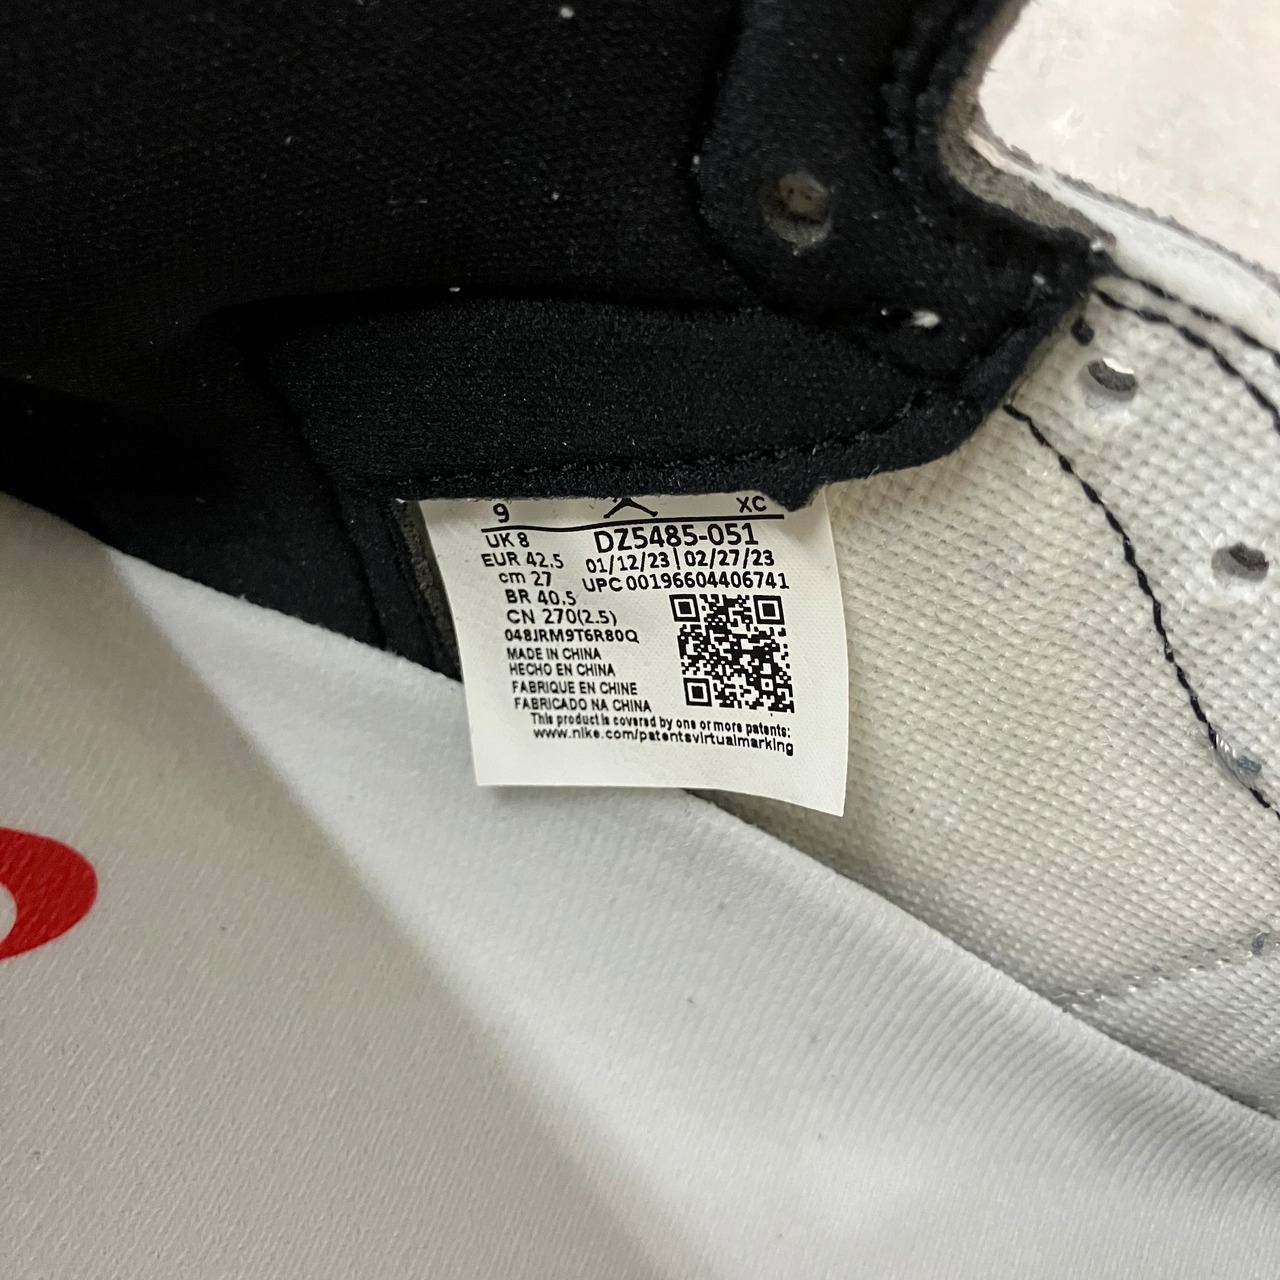 9 XC
UK 8 DZ5485-051
EUR 42.5 01/12/23 | 02/27/23
cm 27 UPC 00196604406741
BR 40.5
CN 270(2.5)
048JRM9T6R80Q
MADE IN CHINA
HECHO EN CHINA
FABRIQUE EN CHINE
FABRICADO NA CHINA
This product is covered by one or more patents:
www.nike.com/patentsvirtualmarking